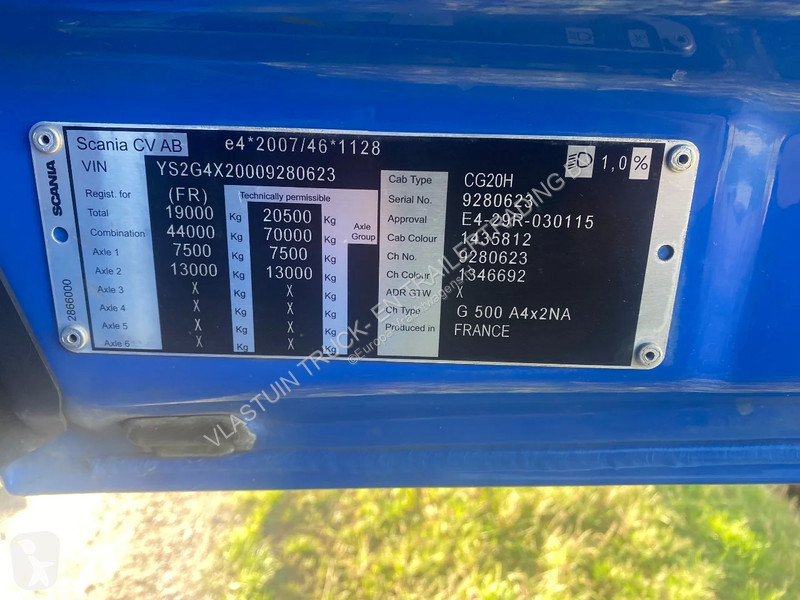 Scania CV AB e4*2007/46*1128
VIN YS2G4X20009280623
1,0 %
SCANIA
2866000
Regist. for (FR) Technically permissible
Total 19000 Kg 20500 Kg Axle Group
Combination 44000 Kg 70000 Kg
Axle 1 7500 Kg 7500 Kg
Axle 2 13000 Kg 13000 Kg
Axle 3 X Kg X Kg
Axle 4 X Kg X Kg
Axle 5 X Kg X Kg
Axle 6 X Kg X Kg
Cab Type CG20H
Serial No. 9280623
Approval E4-29R-030115
Cab Colour 1435812
Ch No. 9280623
Ch Colour 1346692
ADR GTW X
Ch Type G 500 A4x2NA
Produced in FRANCE
VLASTUIN TRUCK- EN TRAILERTRADING